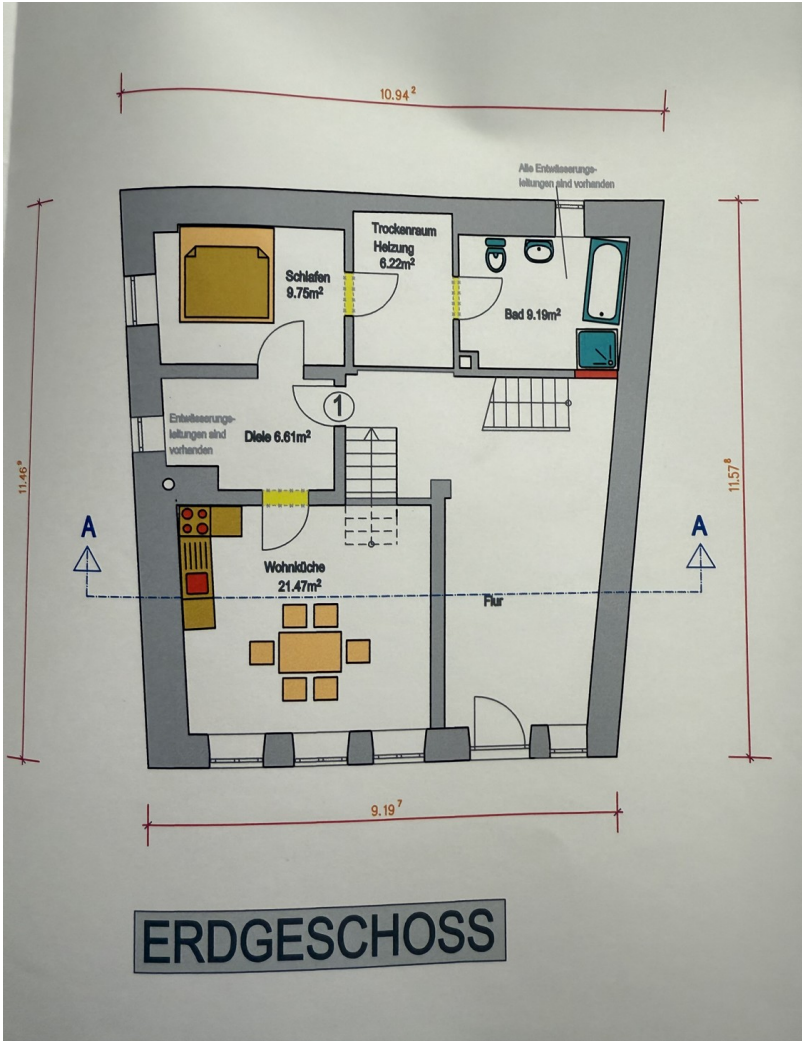 10.94²
Alle Entwässerungs-
leitungen sind vorhanden
Trockenraum
Heizung
6.22m²
Schlafen
9.75m²
Bad 9.19m²
1
Entwässerungs-
leitungen sind
vorhanden
Diele 6.61m²
11.46⁹
11.57⁸
A
A
Wohnküche
21.47m²
Flur
9.19⁷
ERDGESCHOSS